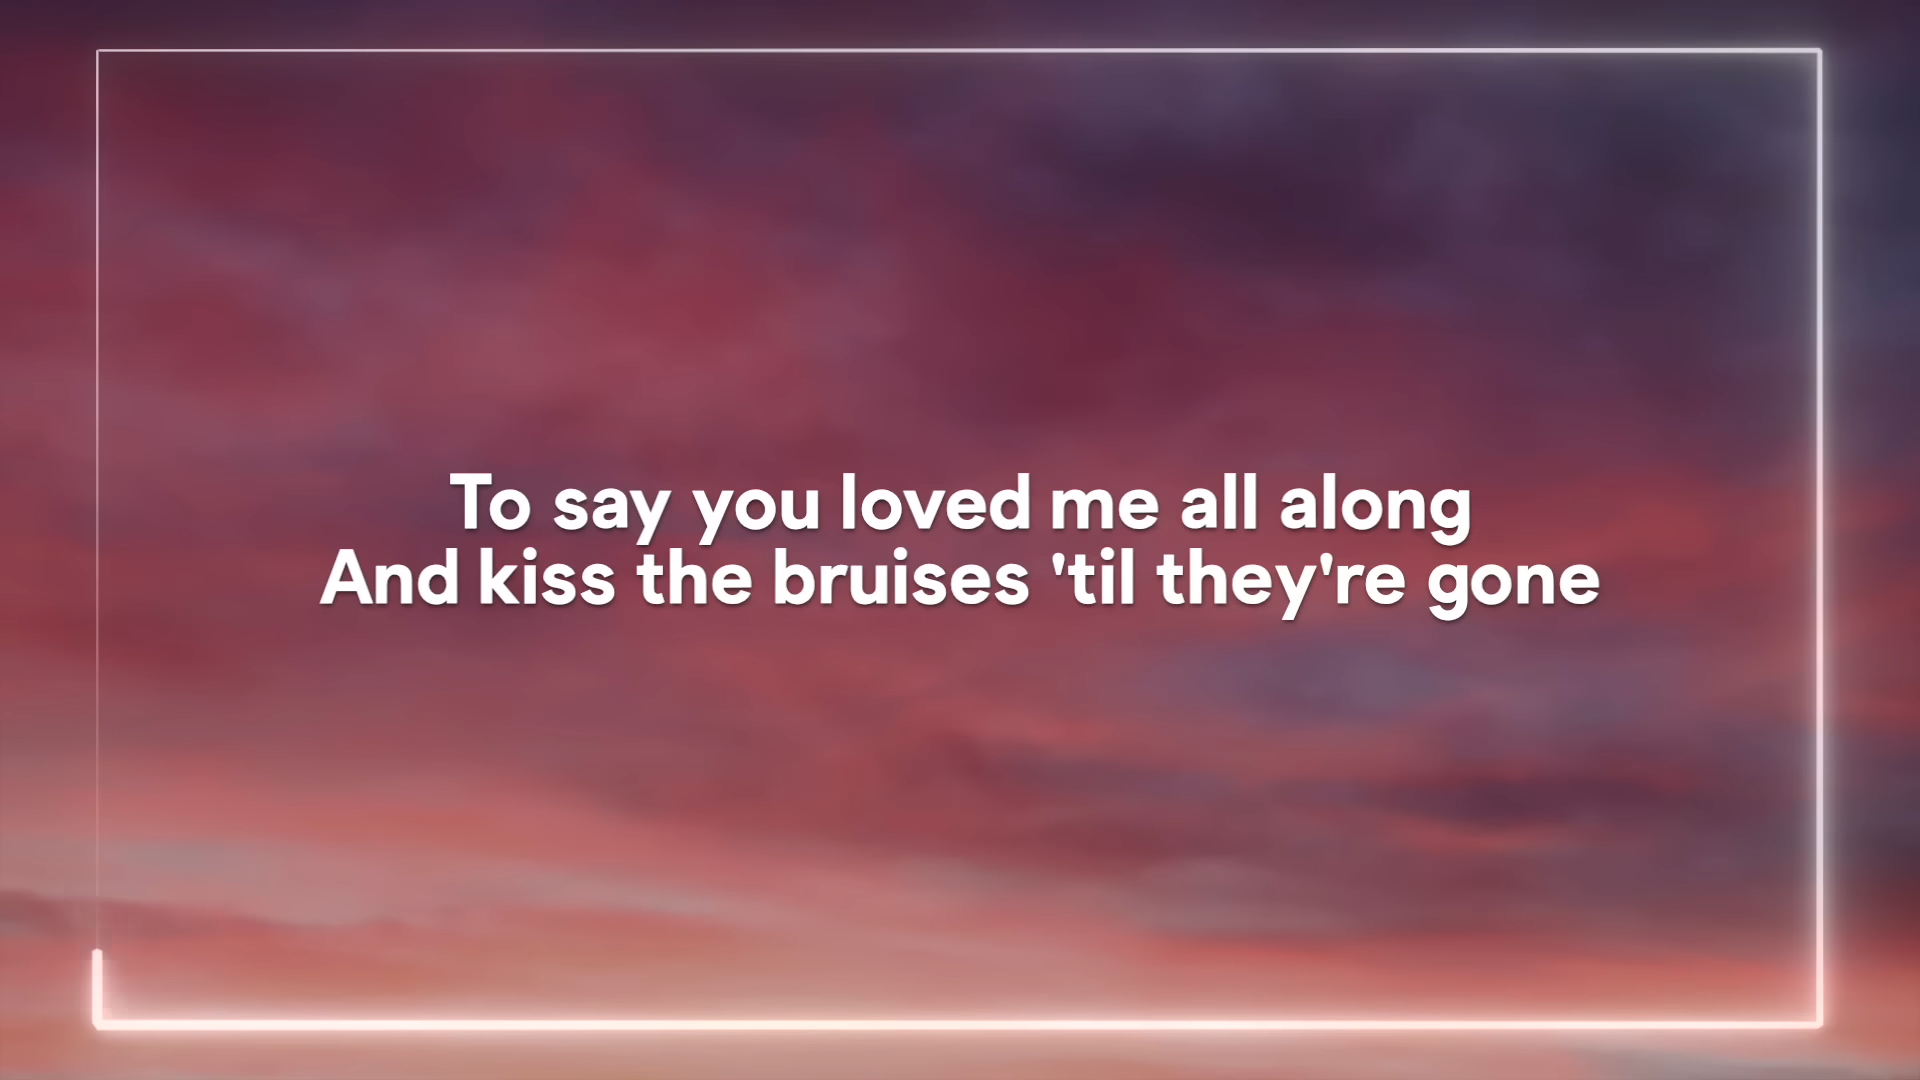 To say you loved me all along
And kiss the bruises 'til they're gone